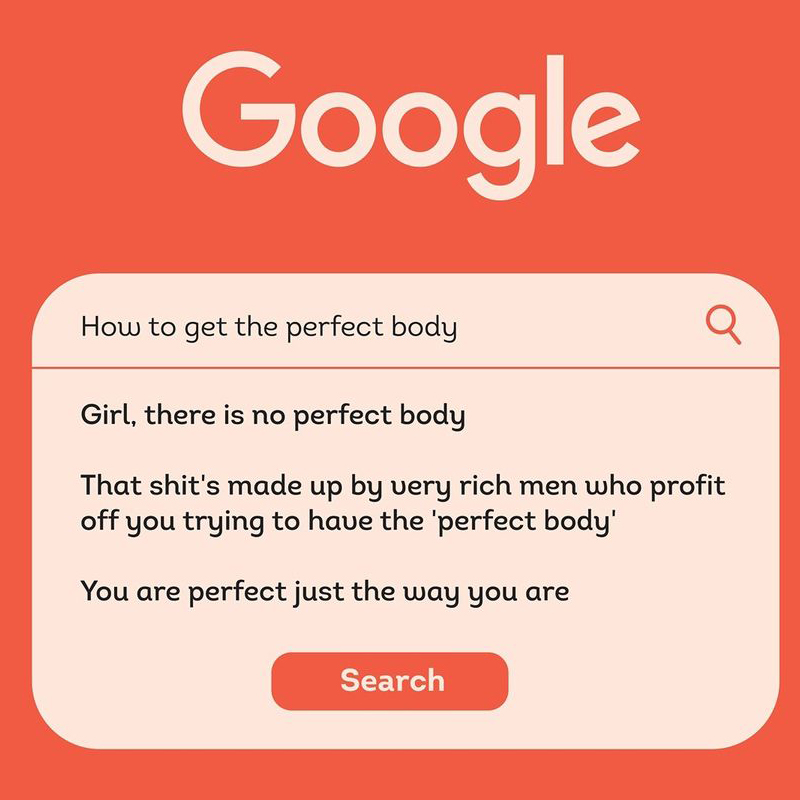 Google
How to get the perfect body
Girl, there is no perfect body
That shit's made up by very rich men who profit
off you trying to have the 'perfect body'
You are perfect just the way you are
Search